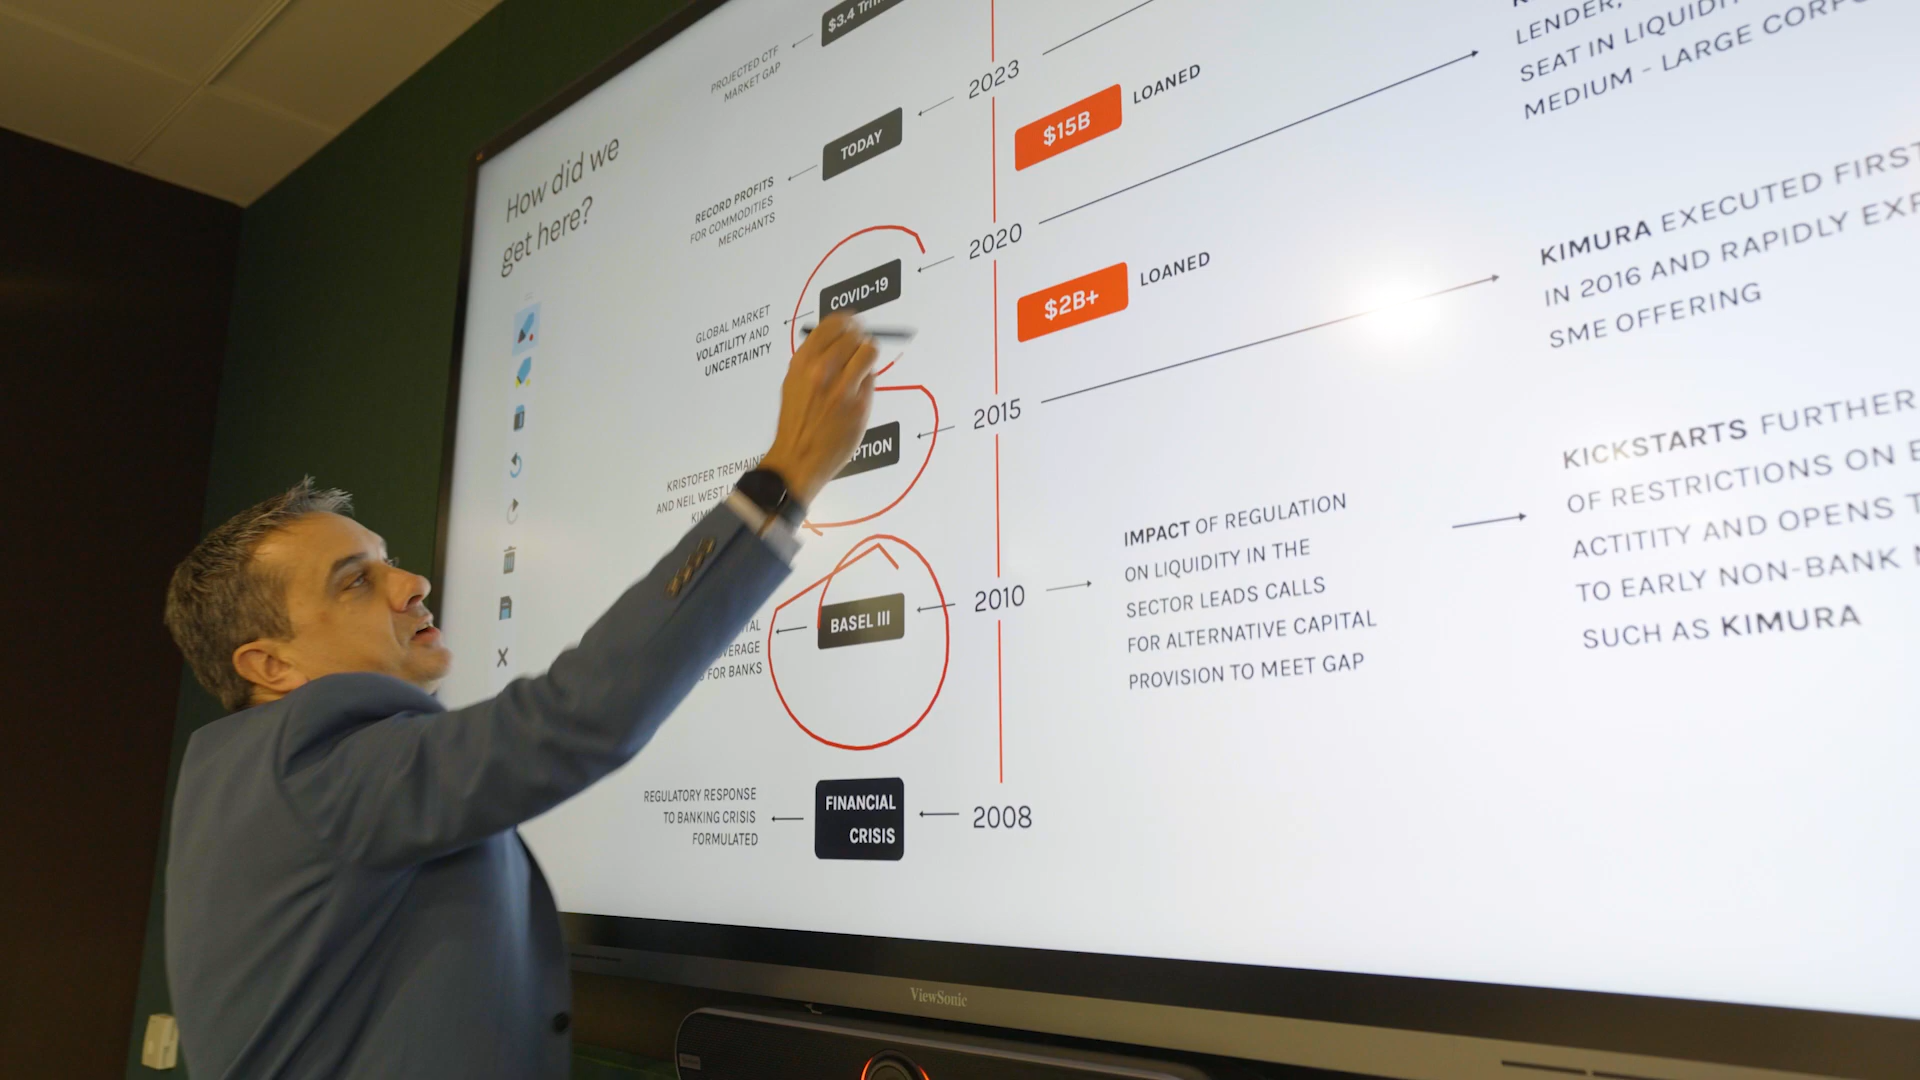 How did we
get here?
PROJECTED CTF
MARKET GAP
$3.4
2023
TODAY
RECORD PROFITS
FOR COMMODITIES
MERCHANTS
$15B
LOANED
2020
COVID-19
GLOBAL MARKET
VOLATILITY AND
UNCERTAINTY
$2B+
LOANED
2015
KRISTOFER TREMAINE
AND NEIL WEST
2010
BASEL III
FOR BANKS
IMPACT OF REGULATION
ON LIQUIDITY IN THE
SECTOR LEADS CALLS
FOR ALTERNATIVE CAPITAL
PROVISION TO MEET GAP
2008
FINANCIAL
CRISIS
REGULATORY RESPONSE
TO BANKING CRISIS
FORMULATED
LENDER,
SEAT IN
MEDIUM - LARGE
KIMURA EXECUTED FIRST
IN 2016 AND RAPIDLY
SME OFFERING
KICKSTARTS FURTHER
OF RESTRICTIONS ON
ACTITITY AND OPENS
TO EARLY NON-BANK
SUCH AS KIMURA
ViewSonic